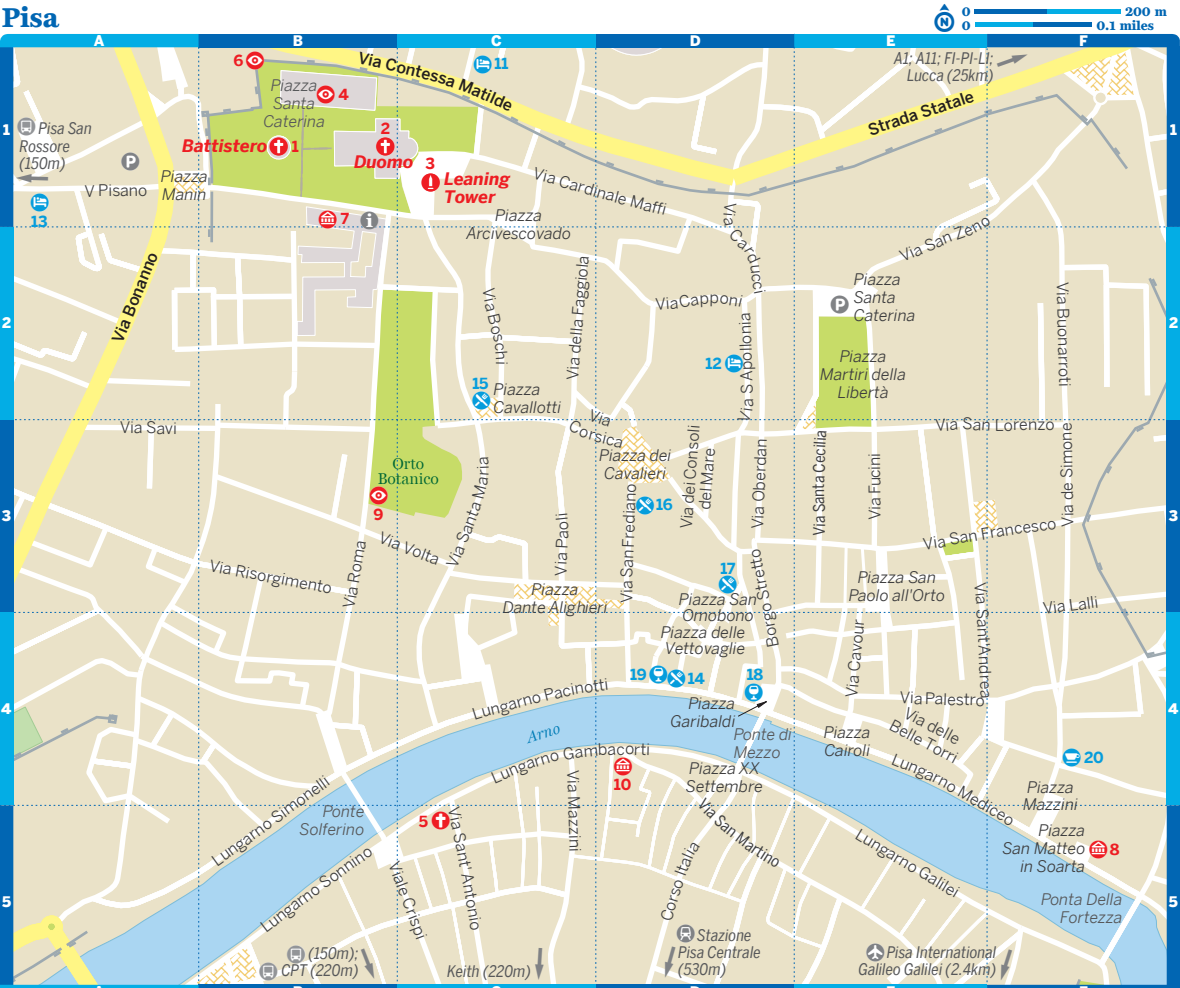 Pisa
N
0 200 m
0 0.1 miles
A B C D E F
1
2
3
4
5
1
2
3
4
5
6
Via Contessa Matilde
11
A1; A11; FI-PI-LI;
Lucca (25km)
Piazza
Santa
Caterina
4
Strada Statale
Pisa San
Rossore
(150m)
Battistero 1
2
Duomo
3
Leaning
Tower
P
V Pisano
Piazza
Manin
13
7
i
Via Cardinale Maffi
Piazza
Arcivescovado
Via Carducci
Via San Zeno
Via Bonanno
Via Boschi
Via della Faggiola
Via Capponi
P
Piazza
Santa
Caterina
Via Buonarroti
12
Via S Apollonia
Piazza
Martiri della
Libertà
15
Piazza
Cavallotti
Via
Corsica
Via Savi
Via San Lorenzo
Orto
Botanico
9
Piazza dei
Cavalieri
Via dei Consoli
del Mare
Via Oberdan
Via Santa Cecilia
Via Fucini
Via de Simone
16
Via Santa Maria
Via Paoli
Via San Frediano
Via San Francesco
Via Volta
Via Roma
Via Risorgimento
17
Borgo Stretto
Piazza
Dante Alighieri
Piazza San
Omobono
Piazza San
Paolo all'Orto
Via Sant'Andrea
Via Lalli
Piazza delle
Vettovaglie
Via Cavour
19
14
18
Lungarno Pacinotti
Piazza
Garibaldi
Via Palestro
Via delle
Belle Torri
Arno
Ponte di
Mezzo
Piazza
Cairoli
Lungarno Gambacorti
10
Piazza XX
Settembre
Lungarno Mediceo
20
Piazza
Mazzini
Lungarno Simonelli
Ponte
Solferino
5
Via Mazzini
Via San Martino
Piazza
San Matteo
in Soarta
8
Lungarno Sonnino
Viale Crispi
Via Sant' Antonio
Corso Italia
Lungarno Galilei
Ponta Della
Fortezza
(150m);
CPT (220m)
Keith (220m)
Stazione
Pisa Centrale
(530m)
Pisa International
Galileo Galilei (2.4km)